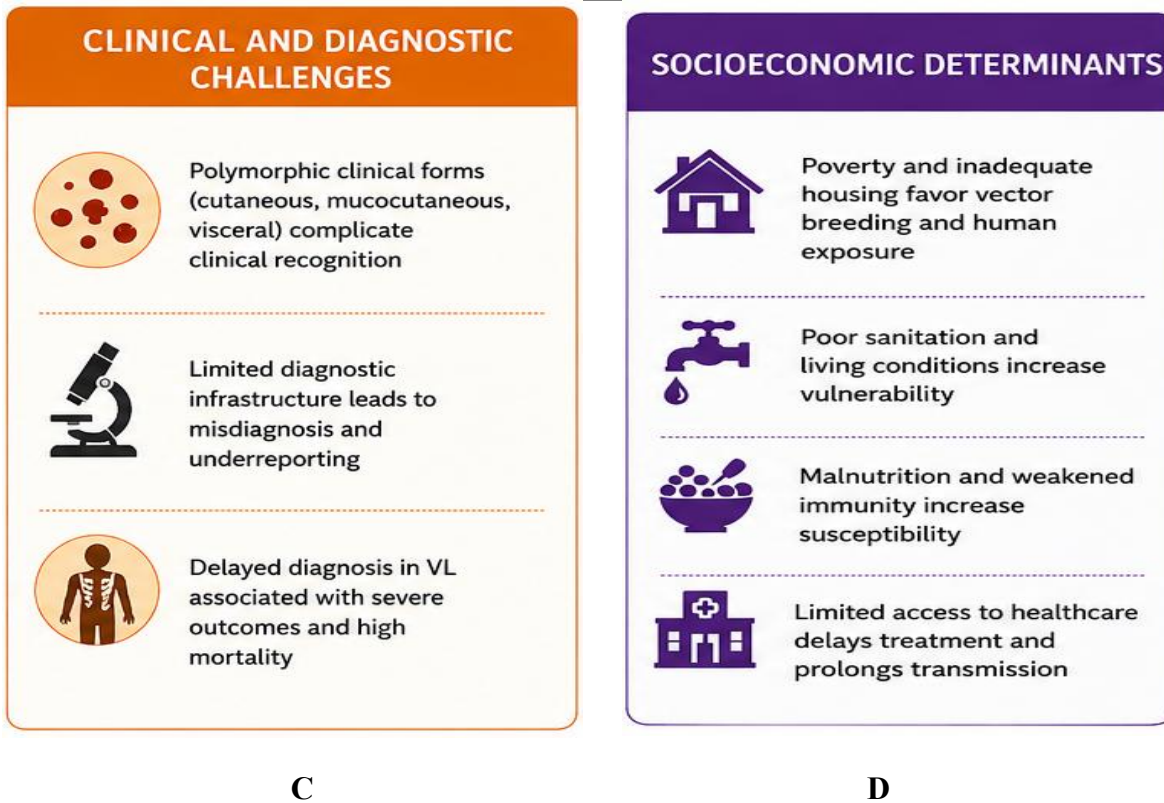 CLINICAL AND DIAGNOSTIC
CHALLENGES
Polymorphic clinical forms
(cutaneous, mucocutaneous,
visceral) complicate
clinical recognition
Limited diagnostic
infrastructure leads to
misdiagnosis and
underreporting
Delayed diagnosis in VL
associated with severe
outcomes and high
mortality
C
SOCIOECONOMIC DETERMINANTS
Poverty and inadequate
housing favor vector
breeding and human
exposure
Poor sanitation and
living conditions increase
vulnerability
Malnutrition and weakened
immunity increase
susceptibility
Limited access to healthcare
delays treatment and
prolongs transmission
D